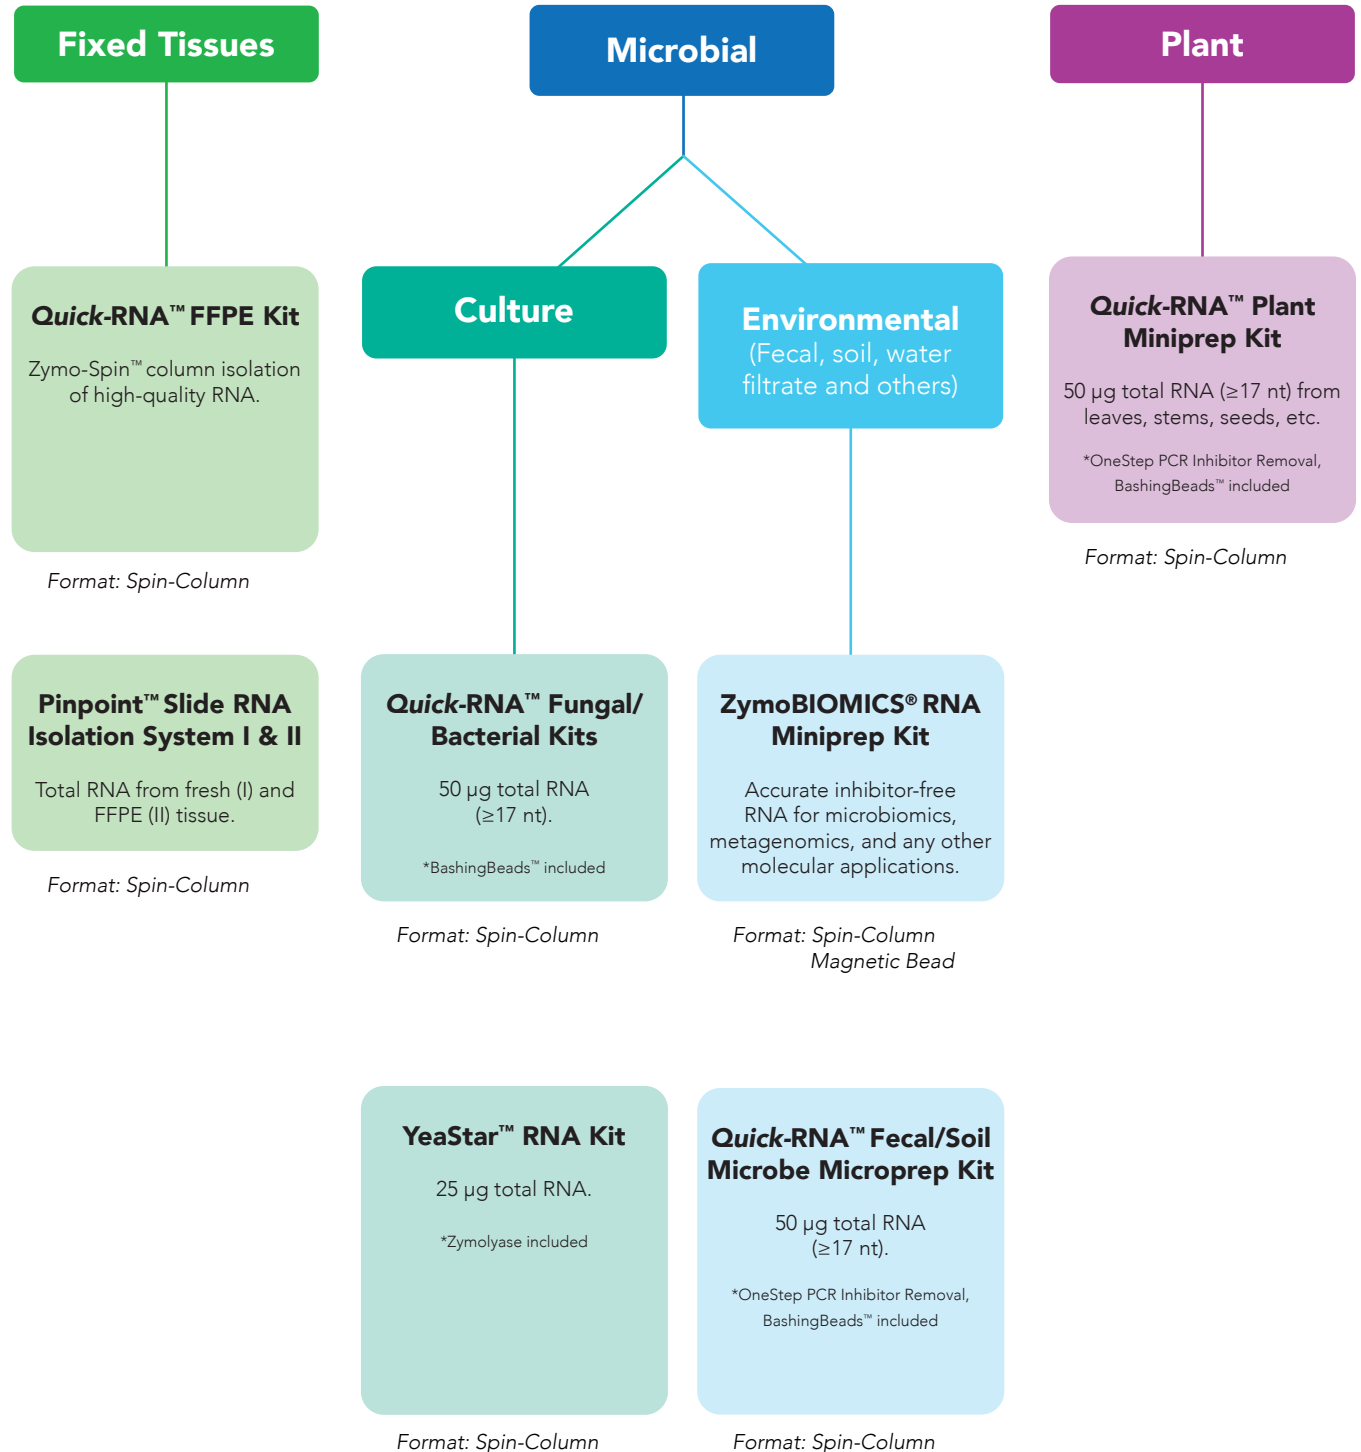 Fixed Tissues
Microbial
Plant
Culture
Environmental
(Fecal, soil, water
filtrate and others)
Quick-RNA™ FFPE Kit
Zymo-Spin™ column isolation
of high-quality RNA.
Format: Spin-Column
Quick-RNA™ Plant
Miniprep Kit
50 µg total RNA (≥17 nt) from
leaves, stems, seeds, etc.
*OneStep PCR Inhibitor Removal,
BashingBeads™ included
Format: Spin-Column
Pinpoint™ Slide RNA
Isolation System I & II
Total RNA from fresh (I) and
FFPE (II) tissue.
Format: Spin-Column
Quick-RNA™ Fungal/
Bacterial Kits
50 µg total RNA
(≥17 nt).
*BashingBeads™ included
Format: Spin-Column
ZymoBIOMICS® RNA
Miniprep Kit
Accurate inhibitor-free
RNA for microbiomics,
metagenomics, and any other
molecular applications.
Format: Spin-Column
Magnetic Bead
YeaStar™ RNA Kit
25 µg total RNA.
*Zymolyase included
Format: Spin-Column
Quick-RNA™ Fecal/Soil
Microbe Microprep Kit
50 µg total RNA
(≥17 nt).
*OneStep PCR Inhibitor Removal,
BashingBeads™ included
Format: Spin-Column